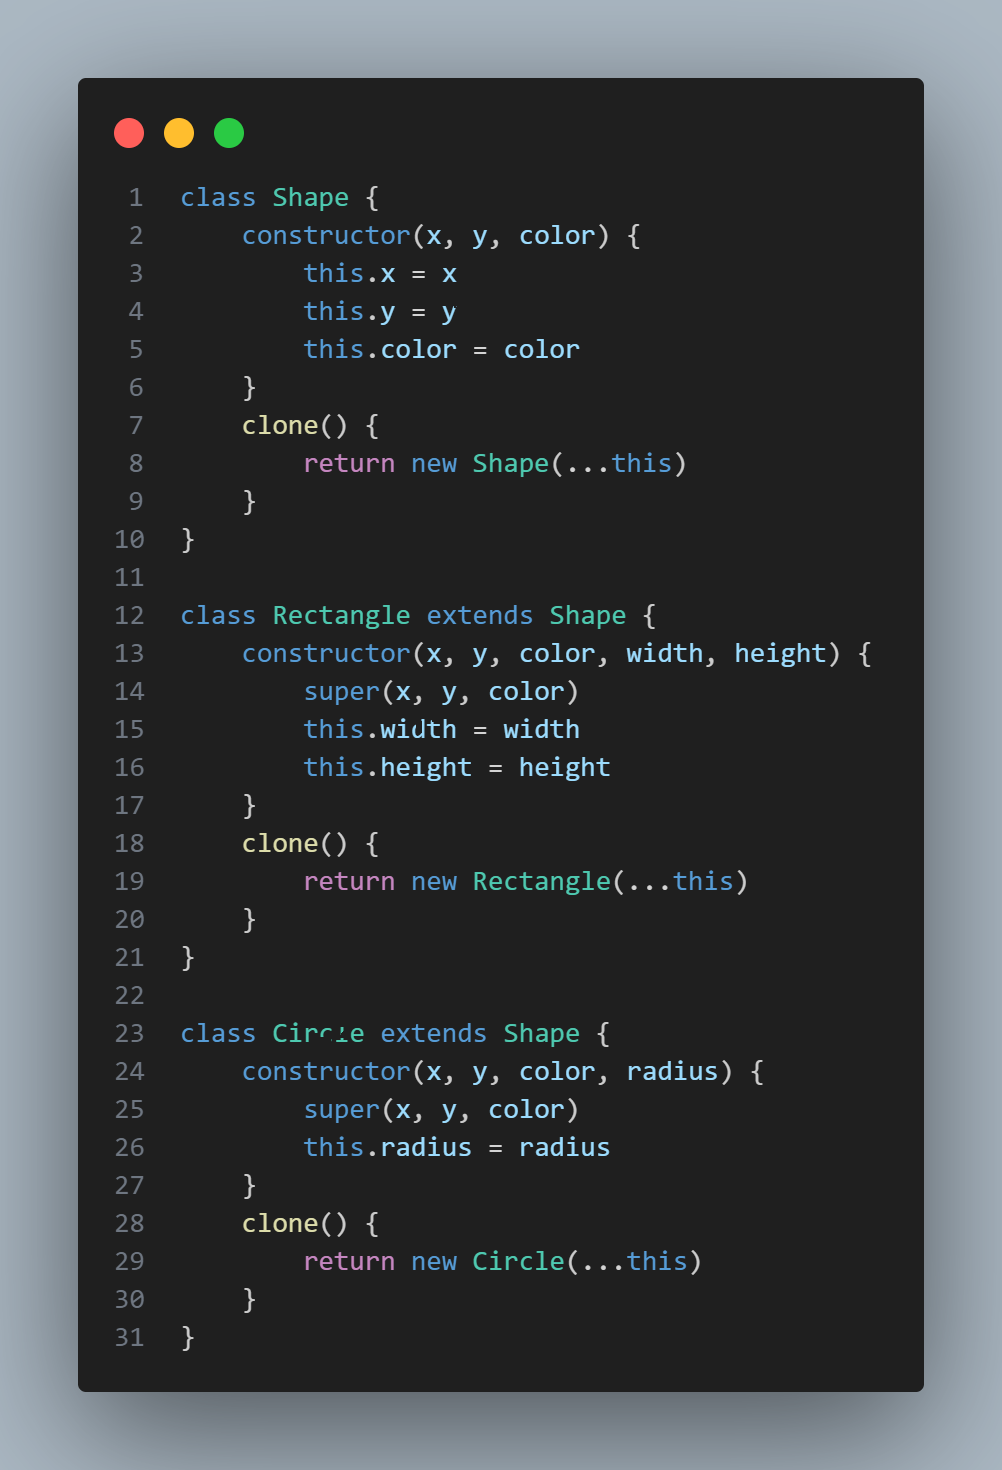 1 class Shape {
2     constructor(x, y, color) {
3         this.x = x
4         this.y = y
5         this.color = color
6     }
7     clone() {
8         return new Shape(...this)
9     }
10 }
11
12 class Rectangle extends Shape {
13     constructor(x, y, color, width, height) {
14         super(x, y, color)
15         this.width = width
16         this.height = height
17     }
18     clone() {
19         return new Rectangle(...this)
20     }
21 }
22
23 class Circle extends Shape {
24     constructor(x, y, color, radius) {
25         super(x, y, color)
26         this.radius = radius
27     }
28     clone() {
29         return new Circle(...this)
30     }
31 }